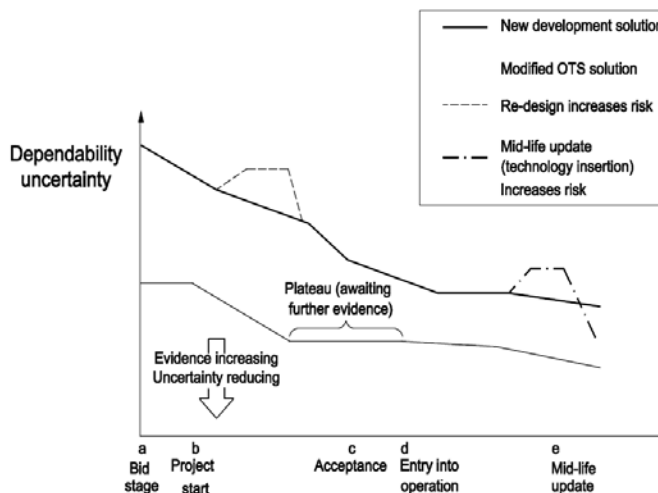 New development solution
Modified OTS solution
Re-design increases risk
Mid-life update
(technology insertion)
Increases risk
Dependability
uncertainty
Plateau (awaiting
further evidence)
Evidence increasing
Uncertainty reducing
a b c d e
Bid Project Acceptance Entry into Mid-life
stage start operation update